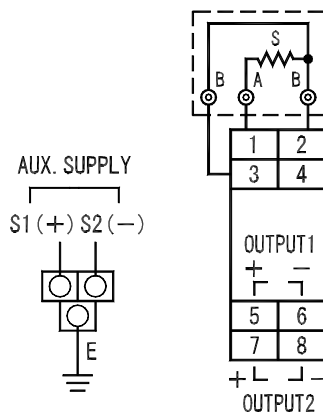 S
B A B
1 2
3 4
AUX. SUPPLY
S1(+) S2(−)
E
OUTPUT1
+ −
5 6
7 8
+ −
OUTPUT2